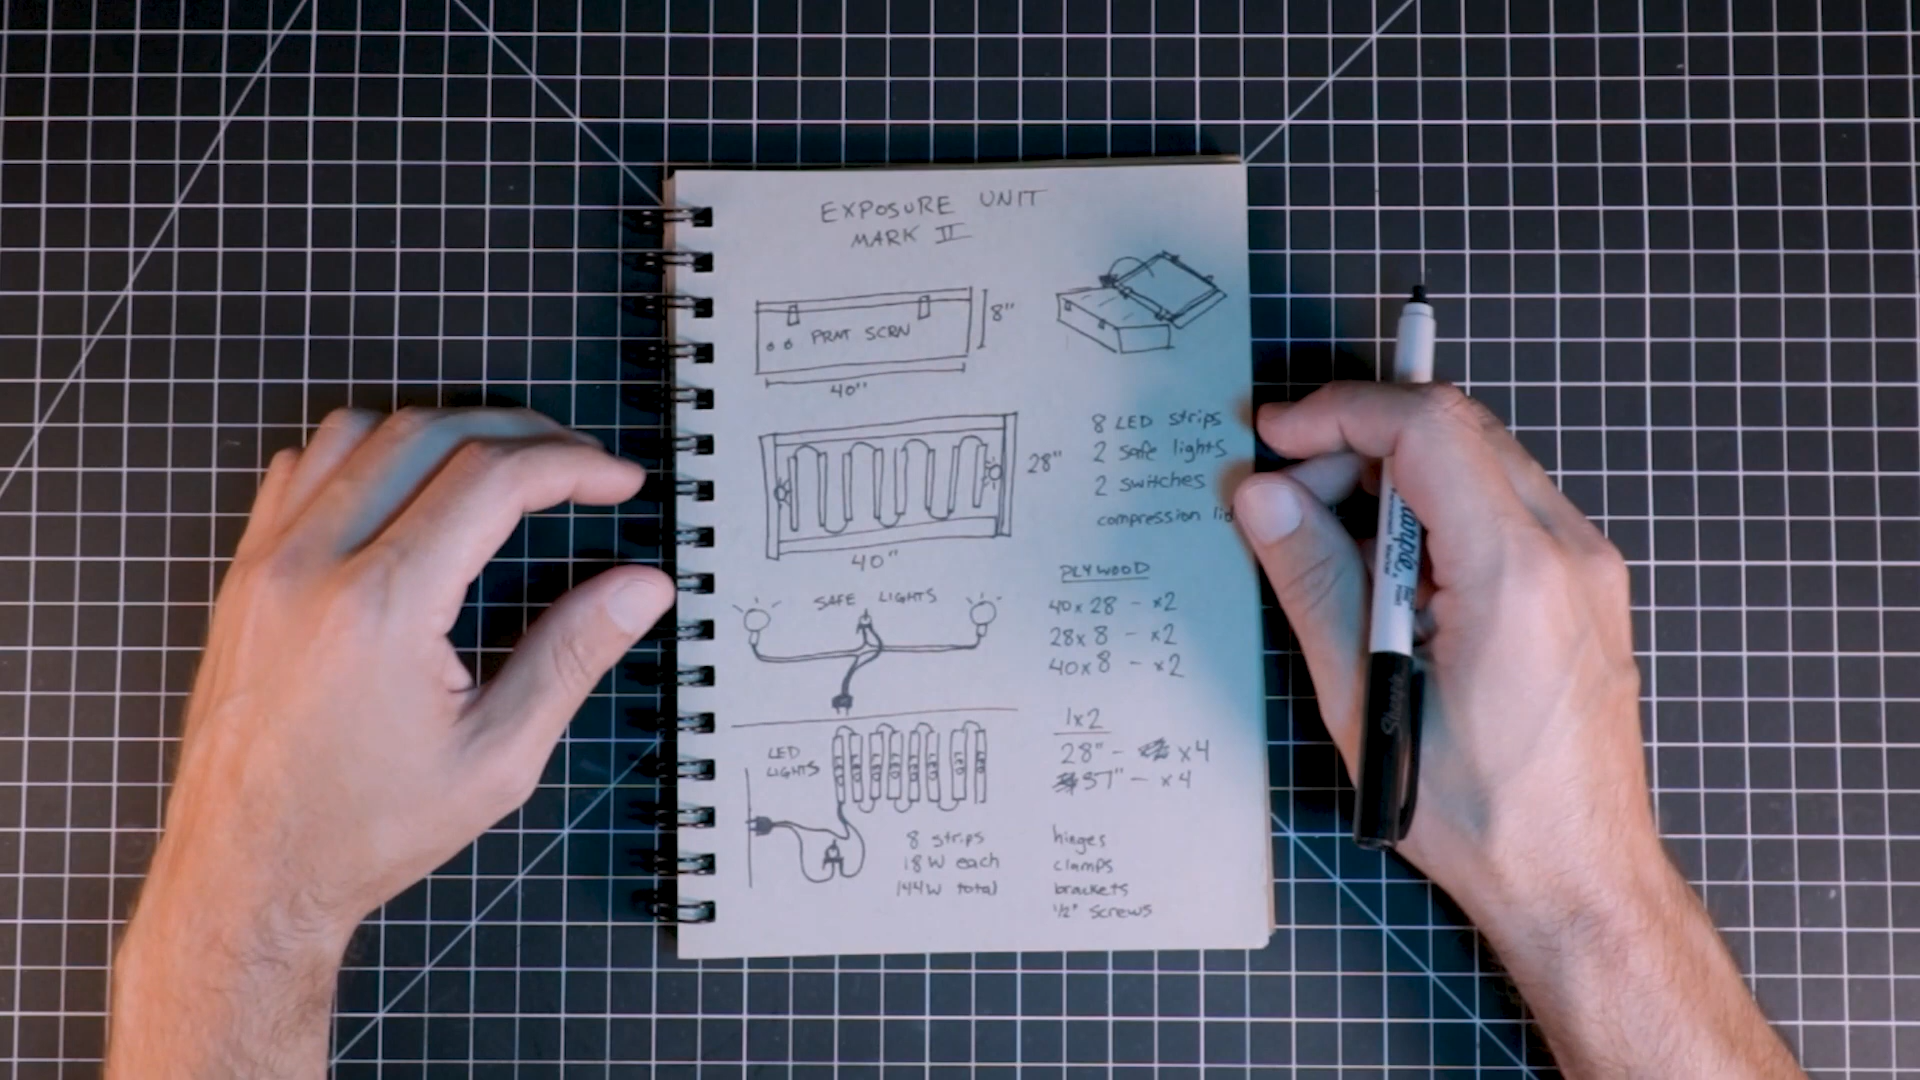 EXPOSURE UNIT
MARK II
PRNT SCRN
8"
40"
28"
40"
8 LED strips
2 safe lights
2 switches
compression lid
SAFE LIGHTS
PLYWOOD
40x28 - x2
28x8 - x2
40x8 - x2
LED
LIGHTS
8 strips
18W each
144W total
1x2
28" - x4
37" - x4
hinges
clamps
brackets
1/2" screws
Sharpie